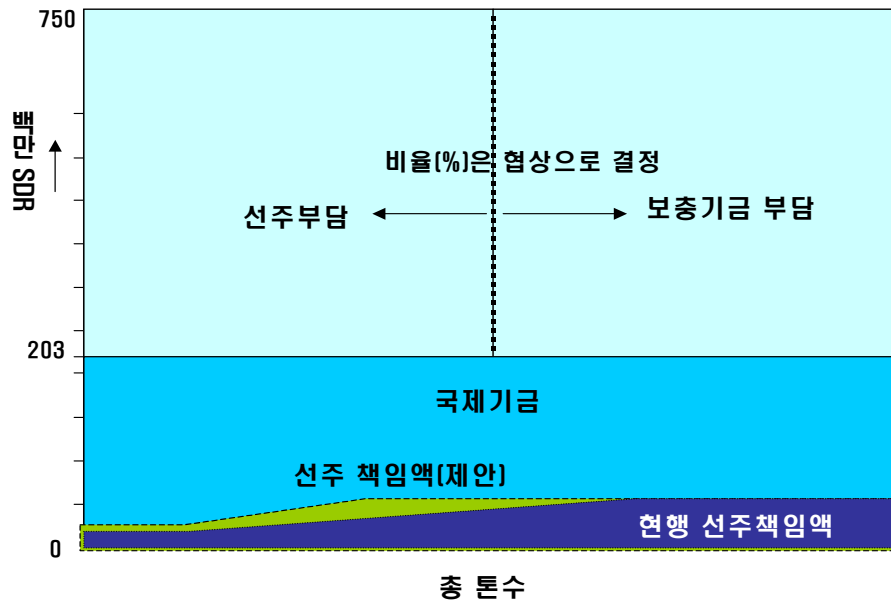 750
백만 SDR
비율(%)은 협상으로 결정
선주부담
보충기금 부담
203
국제기금
선주 책임액(제안)
현행 선주책임액
0
총 톤수